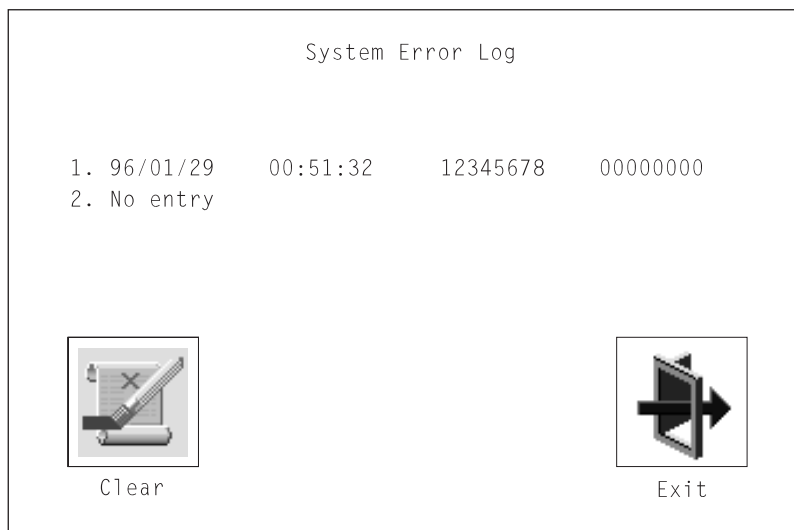 System Error Log
1. 96/01/29 00:51:32 12345678 00000000
2. No entry
Clear
Exit